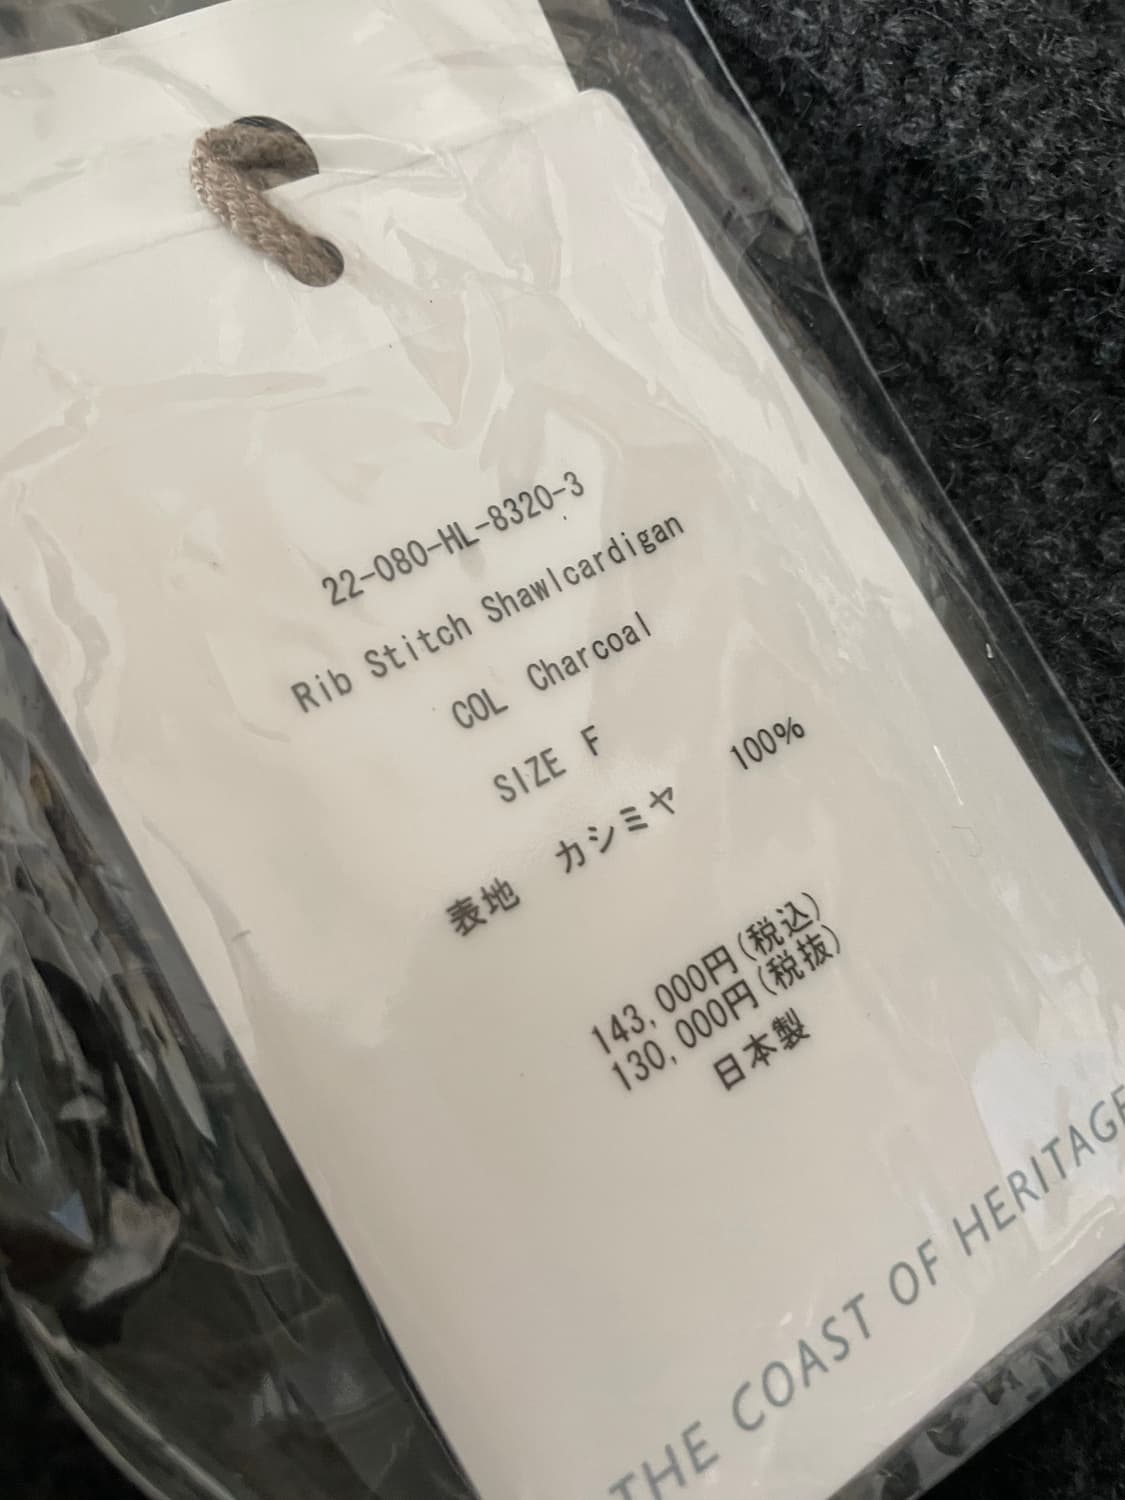 22-080-HL-8320-3
Rib Stitch Shawlcardigan
COL Charcoal
SIZE F
表地 カシミヤ 100%
143,000円(税込)
130,000円(税抜)
日本製
THE COAST OF HERITAGE